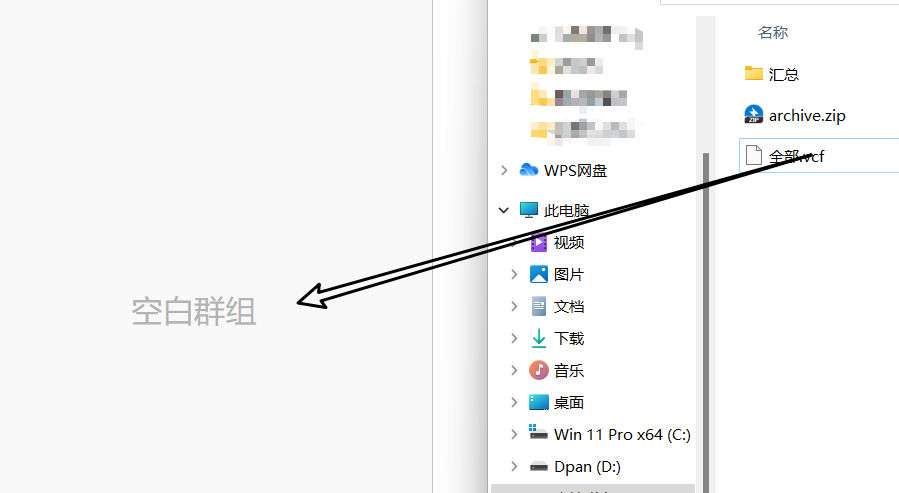 空白群组
WPS网盘
此电脑
视频
图片
文档
下载
音乐
桌面
Win 11 Pro x64 (C:)
Dpan (D:)
名称
汇总
archive.zip
全部.vcf